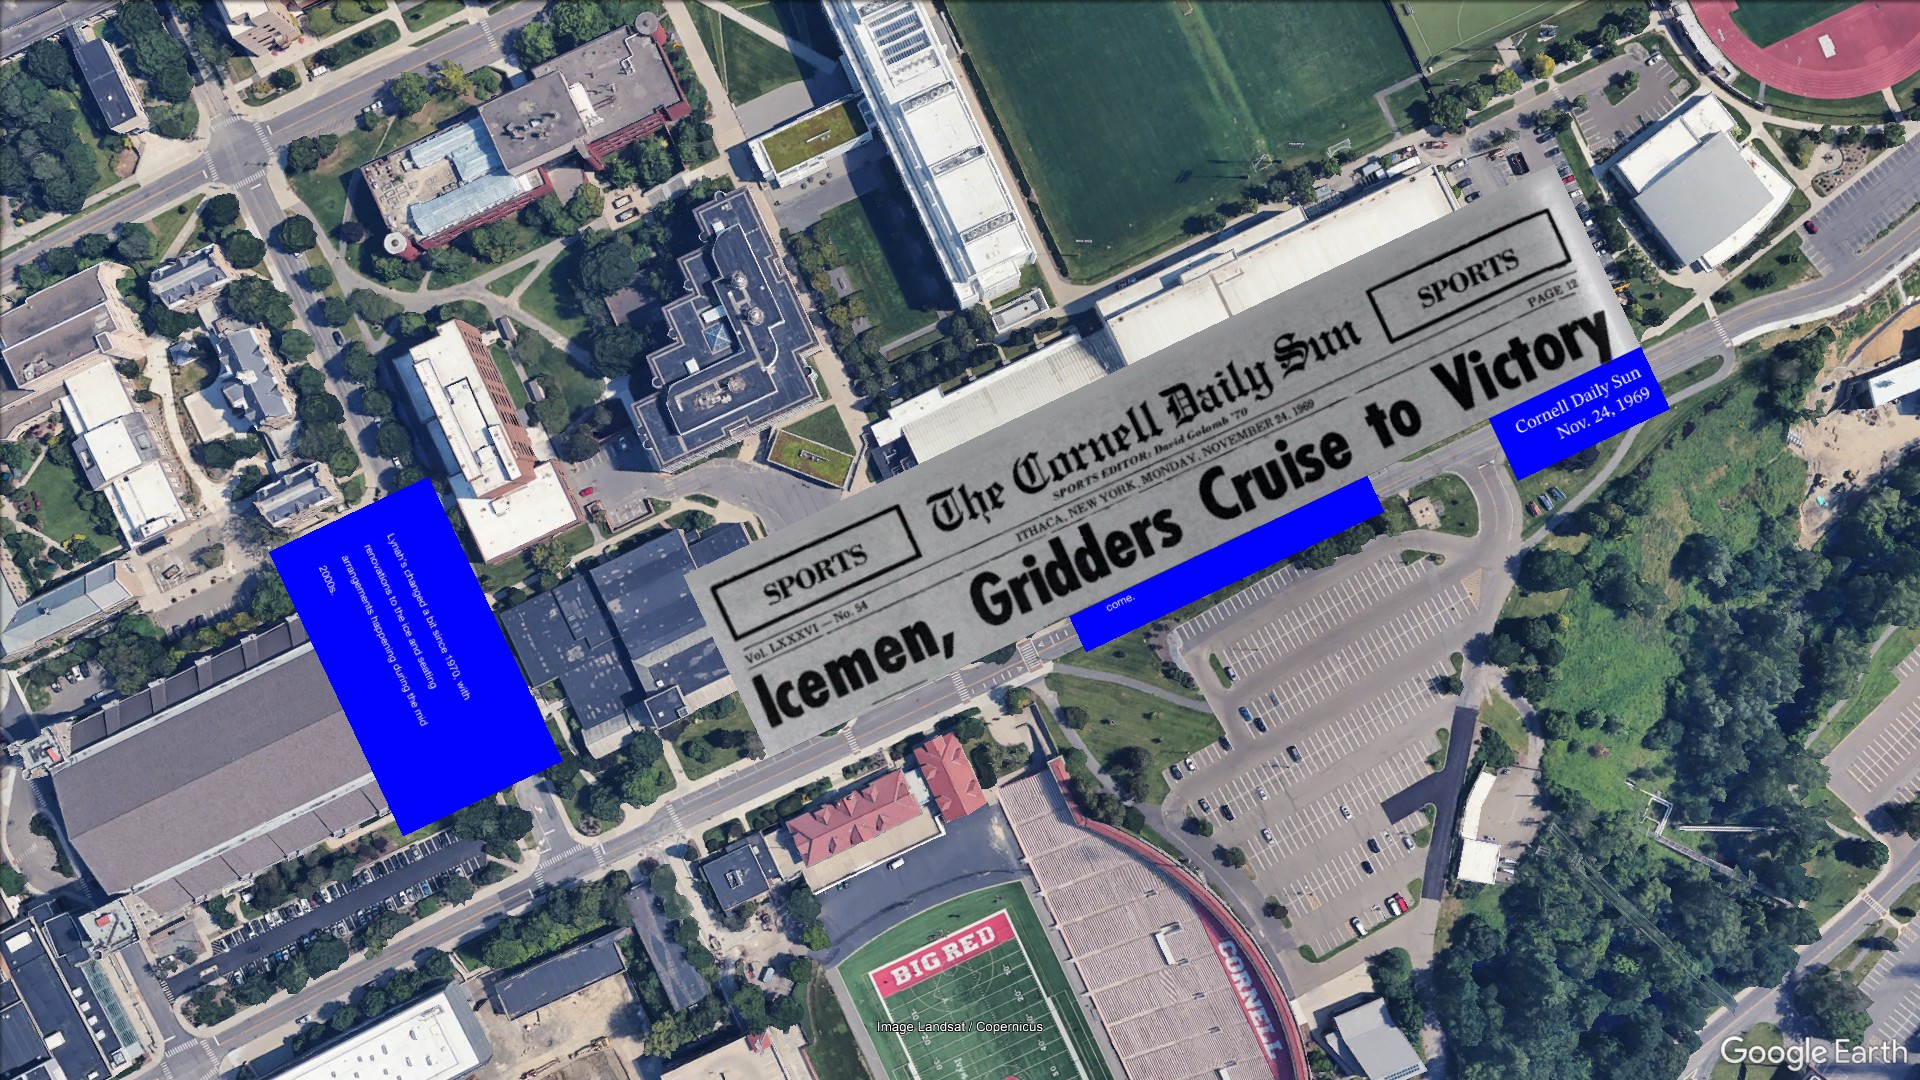 SPORTS
The Cornell Daily Sun
SPORTS
SPORTS EDITOR: David Golomb '70
Vol. LXXXVI — No. 54
ITHACA, NEW YORK, MONDAY, NOVEMBER 24, 1969
PAGE 12
Icemen, Gridders Cruise to Victory
Cornell Daily Sun
Nov. 24, 1969
come.
Lynah's changed a bit since 1970, with
renovations to the ice and seating
arrangements happening during the mid
2000s.
BIG RED
CORNELL
Image Landsat / Copernicus
Google Earth